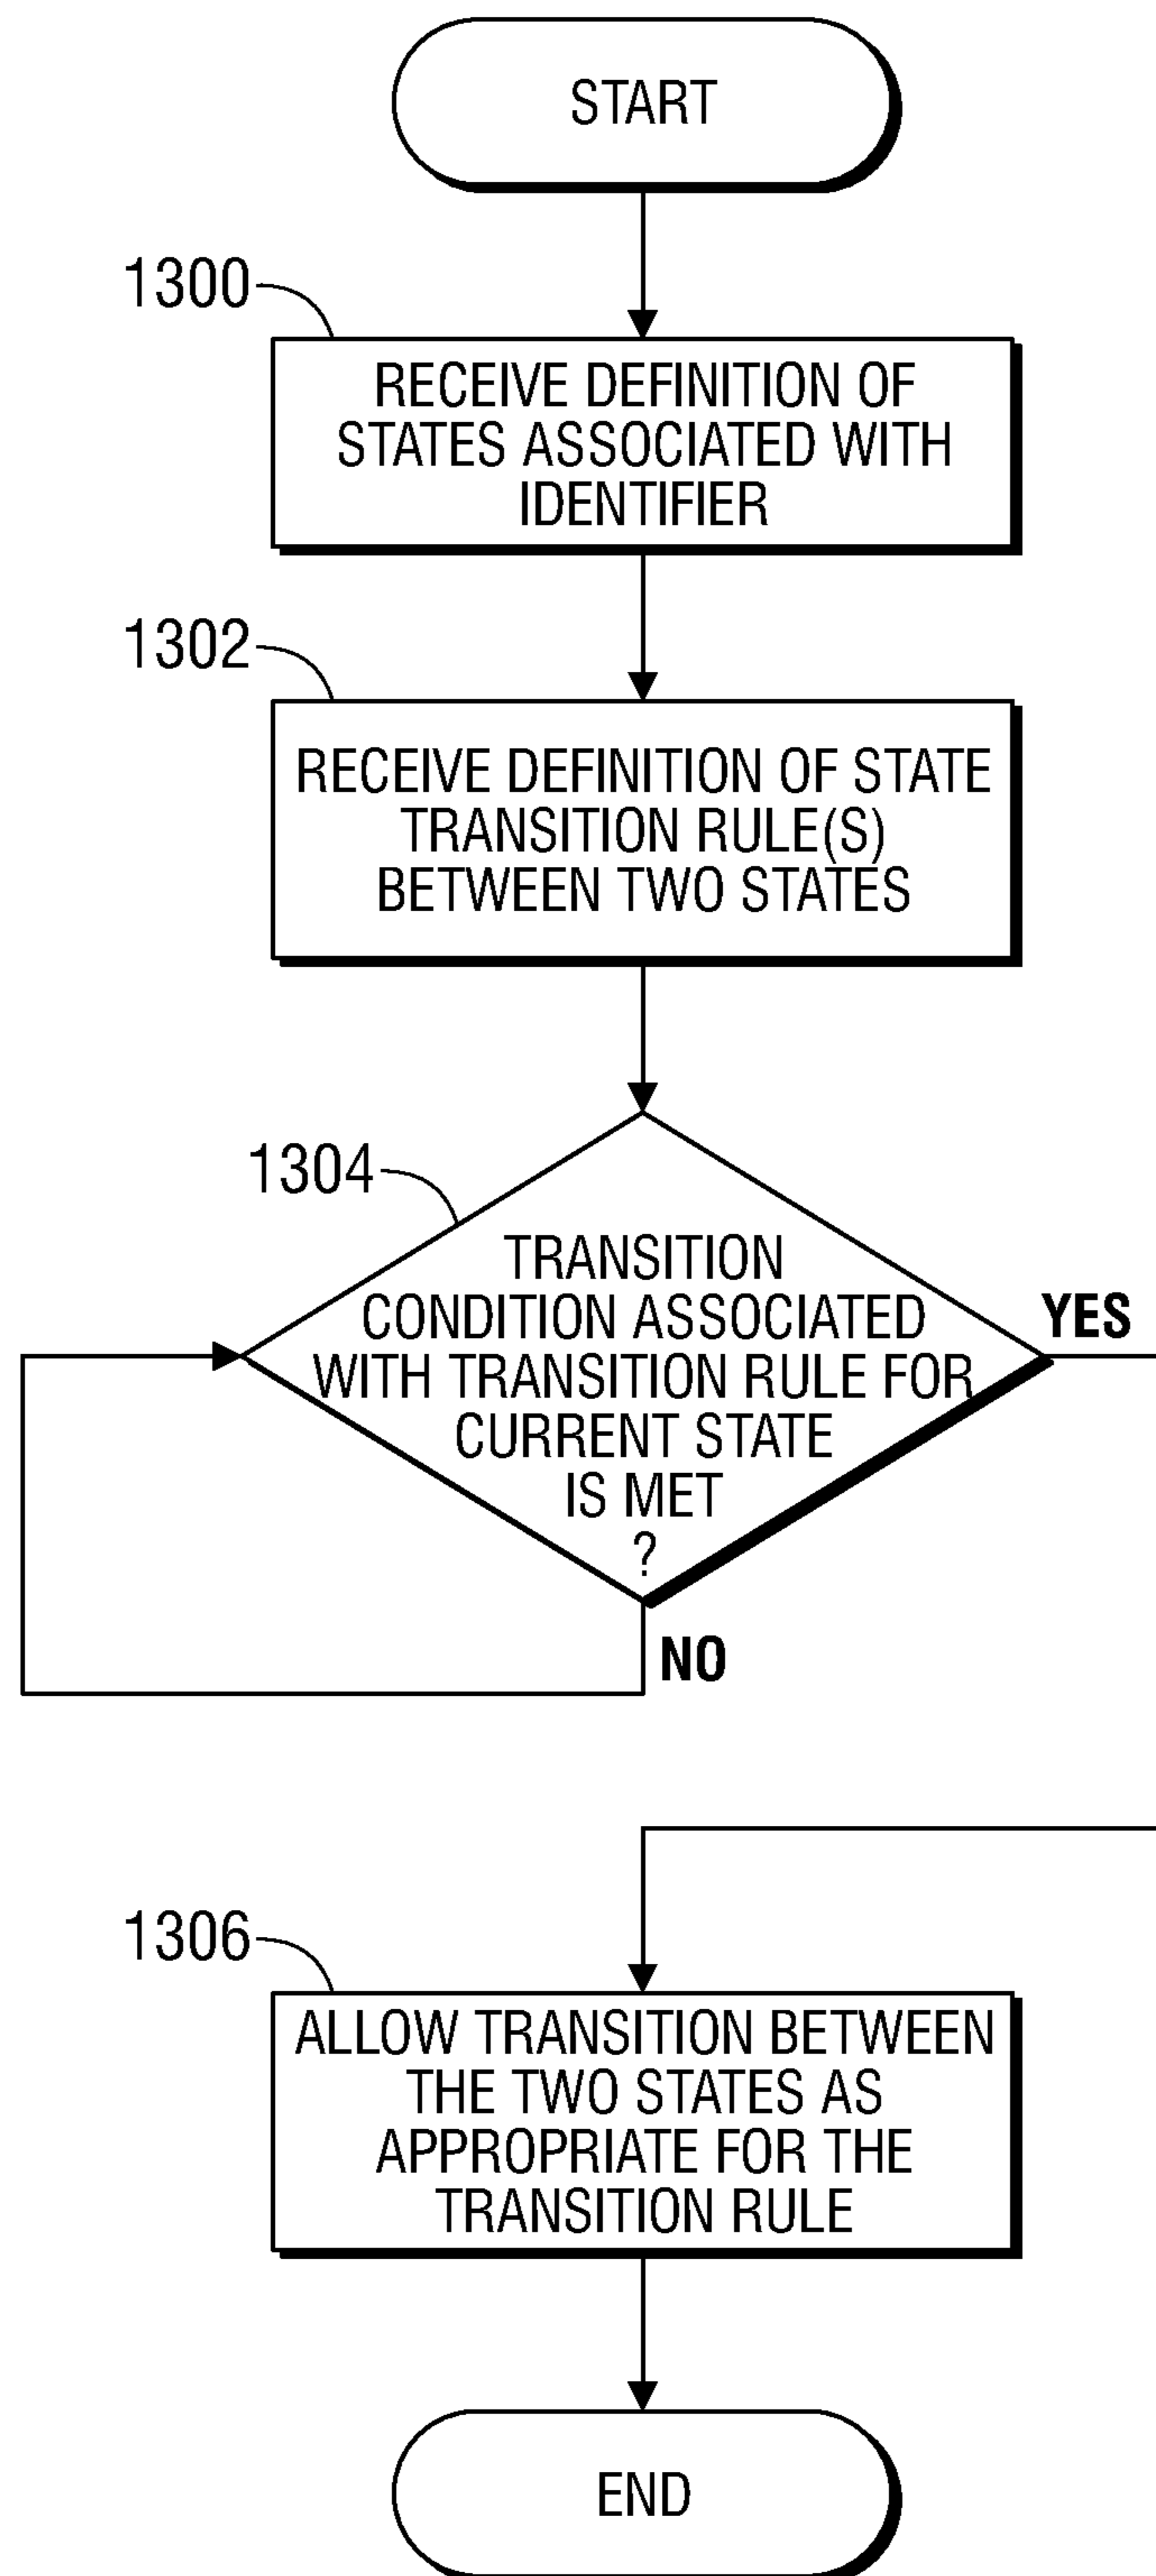 START
1300
RECEIVE DEFINITION OF
STATES ASSOCIATED WITH
IDENTIFIER
1302
RECEIVE DEFINITION OF STATE
TRANSITION RULE(S)
BETWEEN TWO STATES
1304
TRANSITION
CONDITION ASSOCIATED
WITH TRANSITION RULE FOR
CURRENT STATE
IS MET
?
YES
NO
1306
ALLOW TRANSITION BETWEEN
THE TWO STATES AS
APPROPRIATE FOR THE
TRANSITION RULE
END